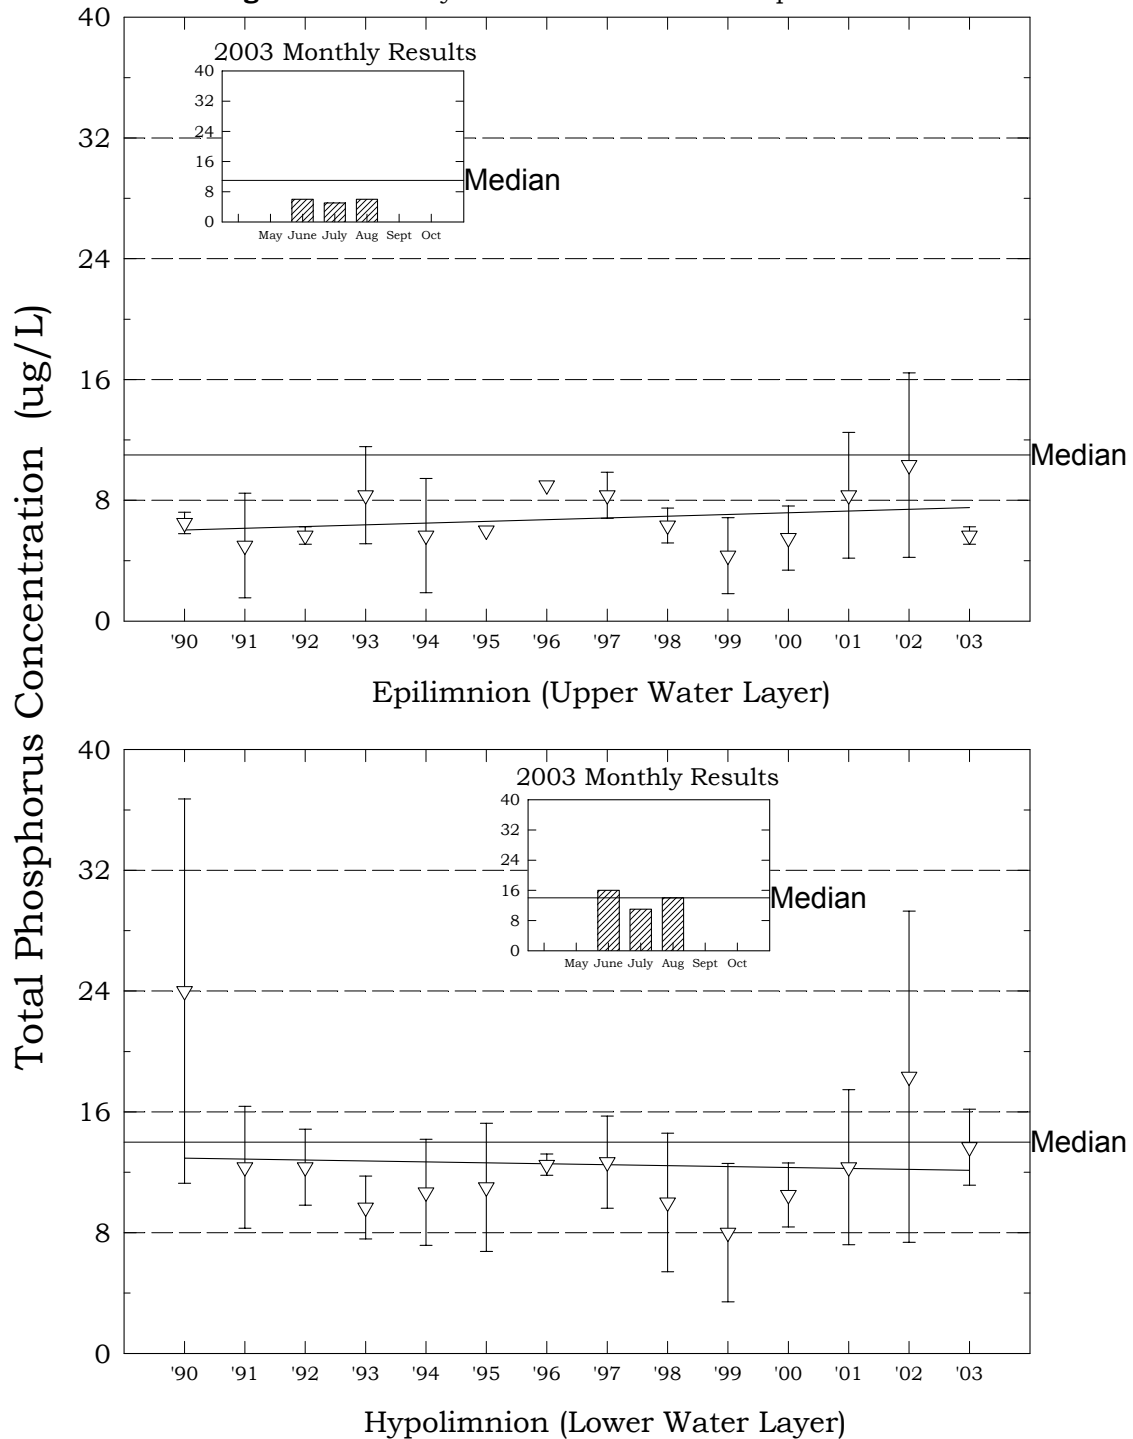 40
2003 Monthly Results
40
32
24
16
8
0
Median
May June July Aug Sept Oct
32
24
16
8
0
Median
'90 '91 '92 '93 '94 '95 '96 '97 '98 '99 '00 '01 '02 '03
Epilimnion (Upper Water Layer)
Total Phosphorus Concentration (ug/L)
40
2003 Monthly Results
40
32
24
16
8
0
Median
May June July Aug Sept Oct
32
24
16
8
0
Median
'90 '91 '92 '93 '94 '95 '96 '97 '98 '99 '00 '01 '02 '03
Hypolimnion (Lower Water Layer)